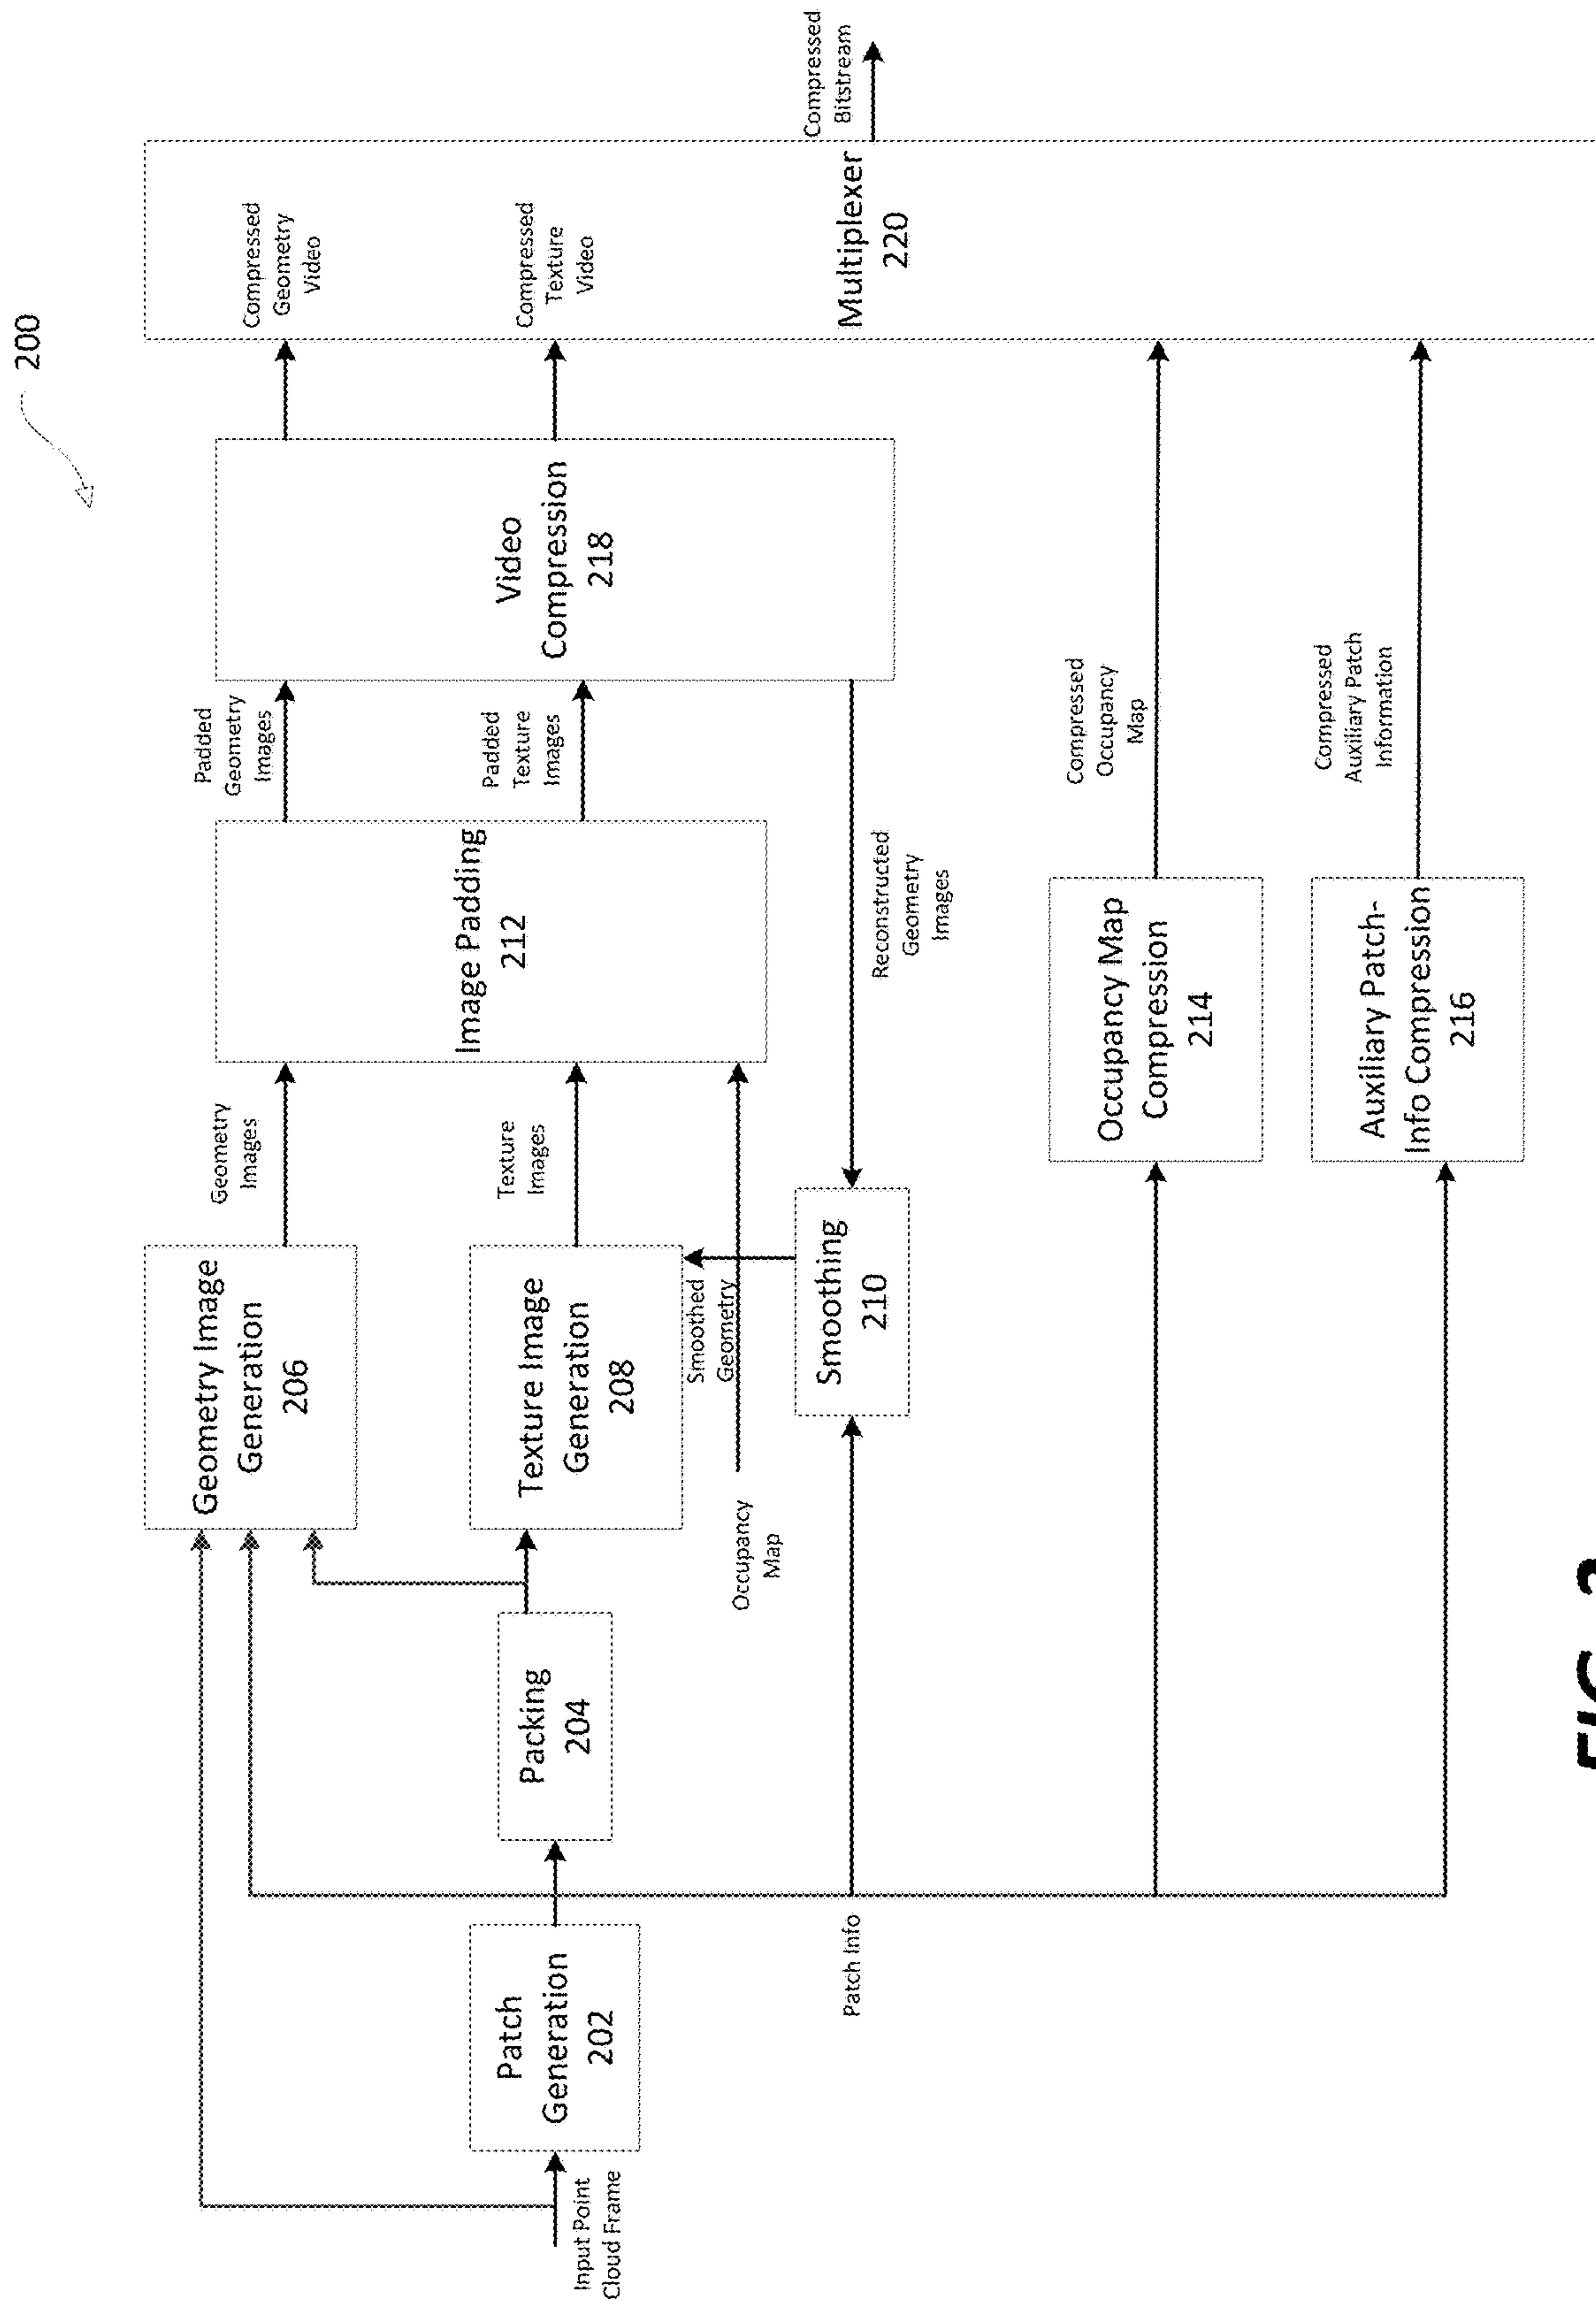 200
Input Point
Cloud Frame
Patch
Generation
202
Packing
204
Patch Info
Geometry Image
Generation
206
Texture Image
Generation
208
Smoothed
Geometry
Occupancy
Map
Smoothing
210
Geometry
Images
Texture
Images
Image Padding
212
Padded
Geometry
Images
Padded
Texture
Images
Reconstructed
Geometry
Images
Video
Compression
218
Occupancy Map
Compression
214
Auxiliary Patch-
Info Compression
216
Compressed
Occupancy
Map
Compressed
Auxiliary Patch
Information
Compressed
Geometry
Video
Compressed
Texture
Video
Multiplexer
220
Compressed
Bitstream